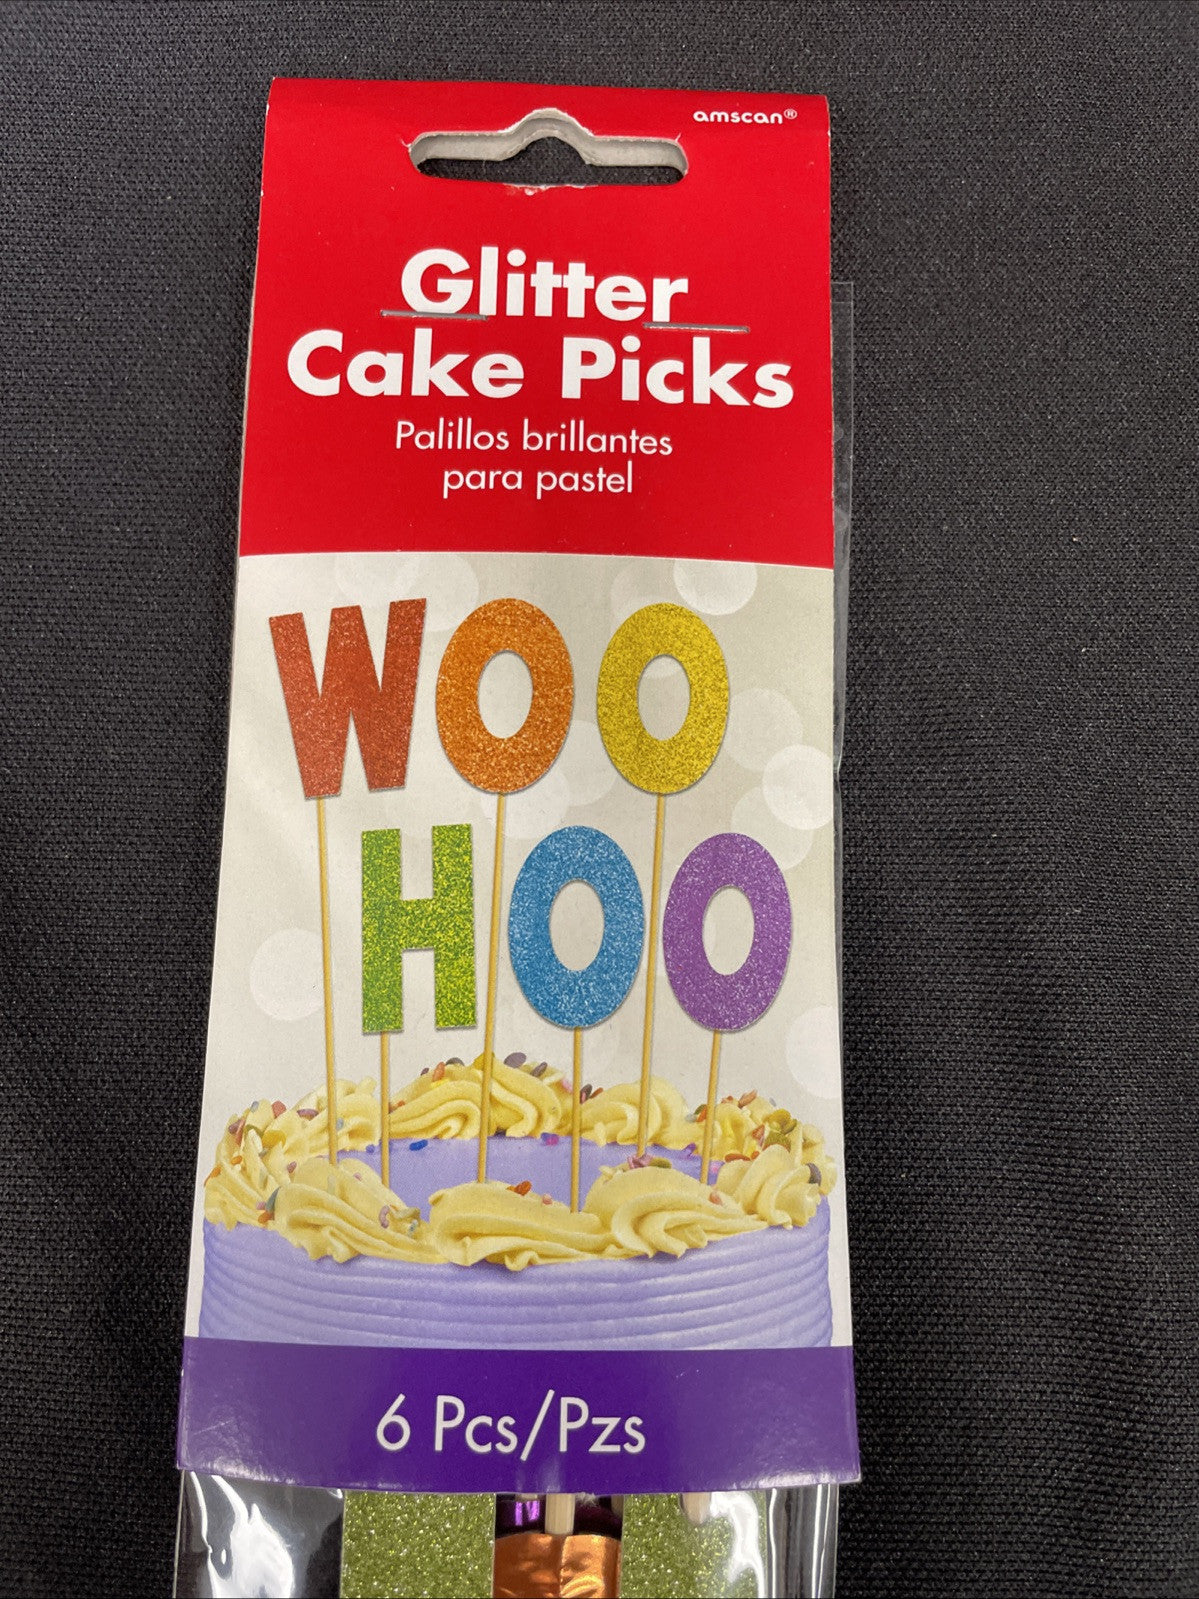 amscan®
Glitter
Cake Picks
Palillos brillantes
para pastel
WOO
HOO
6 Pcs/Pzs